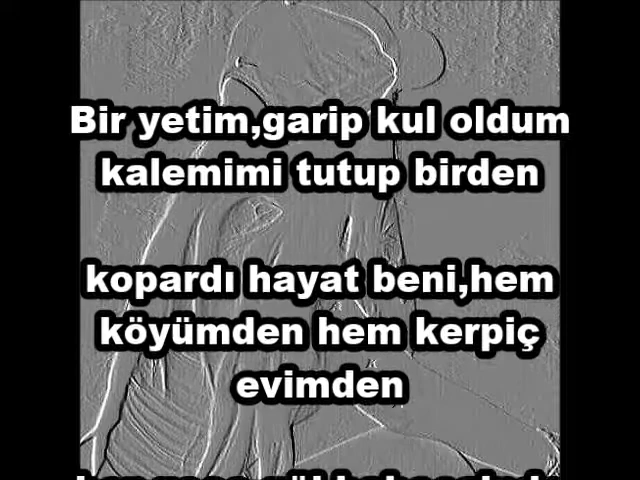 Bir yetim,garip kul oldum
kalemimi tutup birden
kopardı hayat beni,hem
köyümden hem kerpiç
evimden